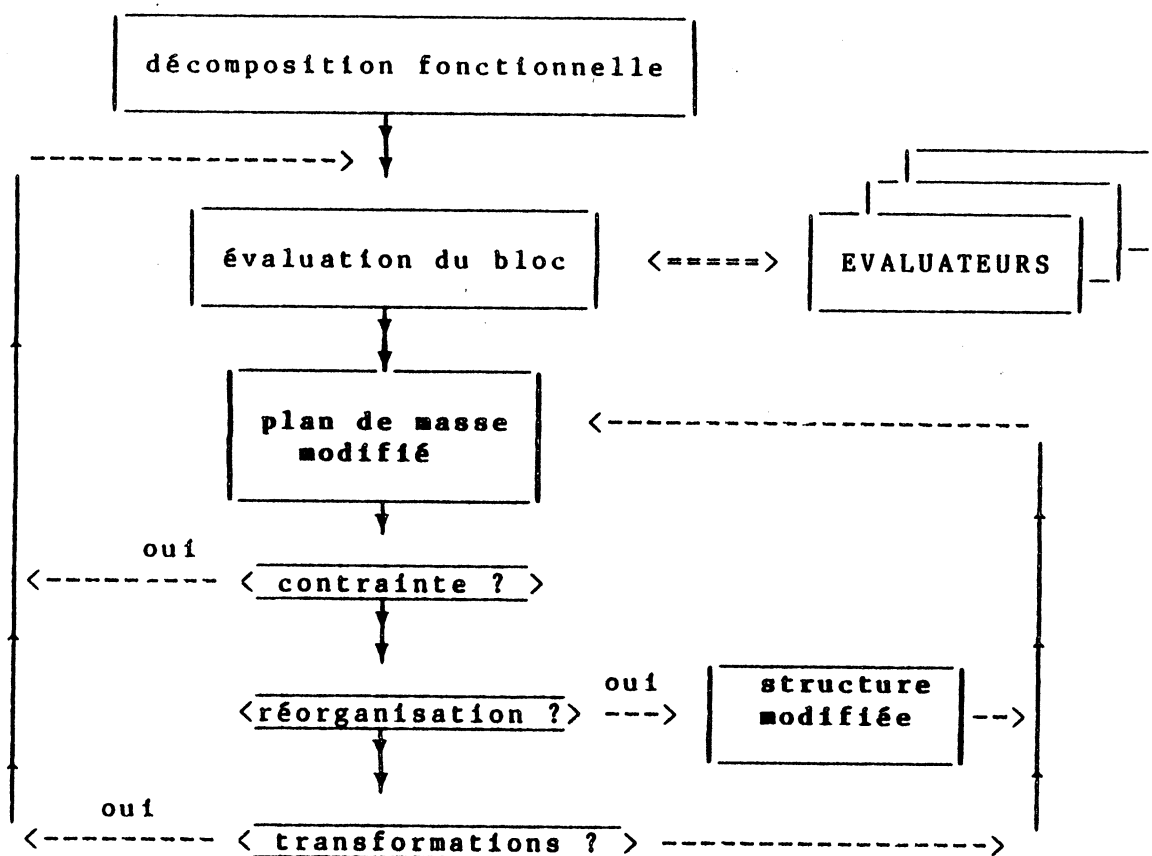 décomposition fonctionnelle
évaluation du bloc
<=====>
EVALUATEURS
plan de masse
modifié
oui
< contrainte ? >
<réorganisation ?>
oui
structure
modifiée
oui
< transformations ? >